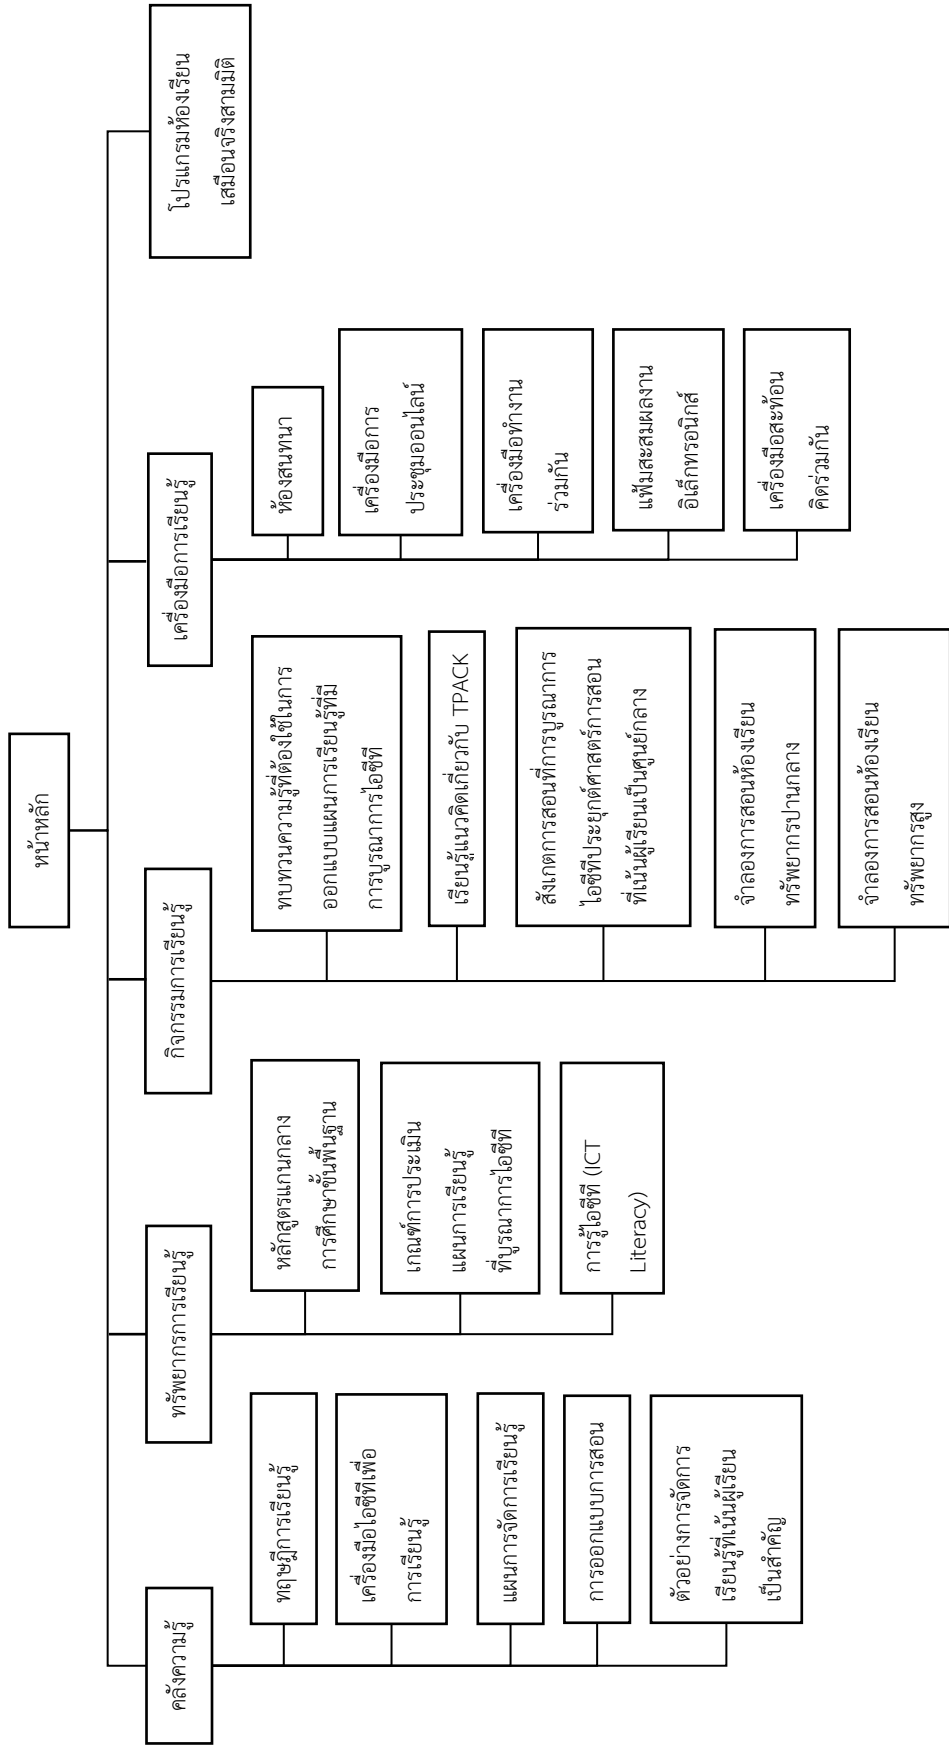 หน้าหลัก
คลังความรู้
ทฤษฎีการเรียนรู้
เครื่องมือไอซีทีเพื่อ
การเรียนรู้
แผนการจัดการเรียนรู้
การออกแบบการสอน
ตัวอย่างการจัดการ
เรียนรู้ที่เน้นผู้เรียน
เป็นสำคัญ
ทรัพยากรการเรียนรู้
หลักสูตรแกนกลาง
การศึกษาขั้นพื้นฐาน
เกณฑ์การประเมิน
แผนการเรียนรู้
ที่บูรณาการไอซีที
การรู้ไอซีที (ICT
Literacy)
กิจกรรมการเรียนรู้
ทบทวนความรู้ที่ต้องใช้ในการ
ออกแบบแผนการเรียนรู้ที่มี
การบูรณาการไอซีที
เรียนรู้แนวคิดเกี่ยวกับ TPACK
สังเกตการสอนที่การบูรณาการ
ไอซีทีประยุกต์ศาสตร์การสอน
ที่เน้นผู้เรียนเป็นศูนย์กลาง
จำลองการสอนห้องเรียน
ทรัพยากรปานกลาง
จำลองการสอนห้องเรียน
ทรัพยากรสูง
เครื่องมือการเรียนรู้
ห้องสนทนา
เครื่องมือการ
ประชุมออนไลน์
เครื่องมือทำงาน
ร่วมกัน
แฟ้มสะสมผลงาน
อิเล็กทรอนิกส์
เครื่องมือสะท้อน
คิดร่วมกัน
โปรแกรมห้องเรียน
เสมือนจริงสามมิติ